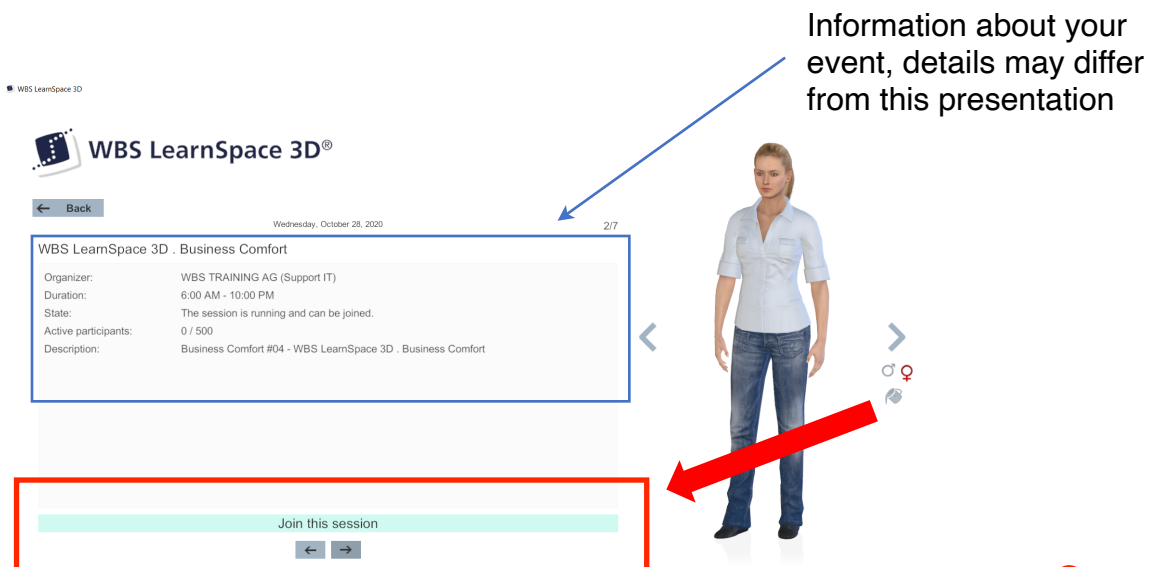 Information about your
event, details may differ
from this presentation
WBS LearnSpace 3D
WBS LearnSpace 3D®
← Back
Wednesday, October 28, 2020 2/7
WBS LearnSpace 3D . Business Comfort
Organizer: WBS TRAINING AG (Support IT)
Duration: 6:00 AM - 10:00 PM
State: The session is running and can be joined.
Active participants: 0 / 500
Description: Business Comfort #04 - WBS LearnSpace 3D . Business Comfort
Join this session
← →